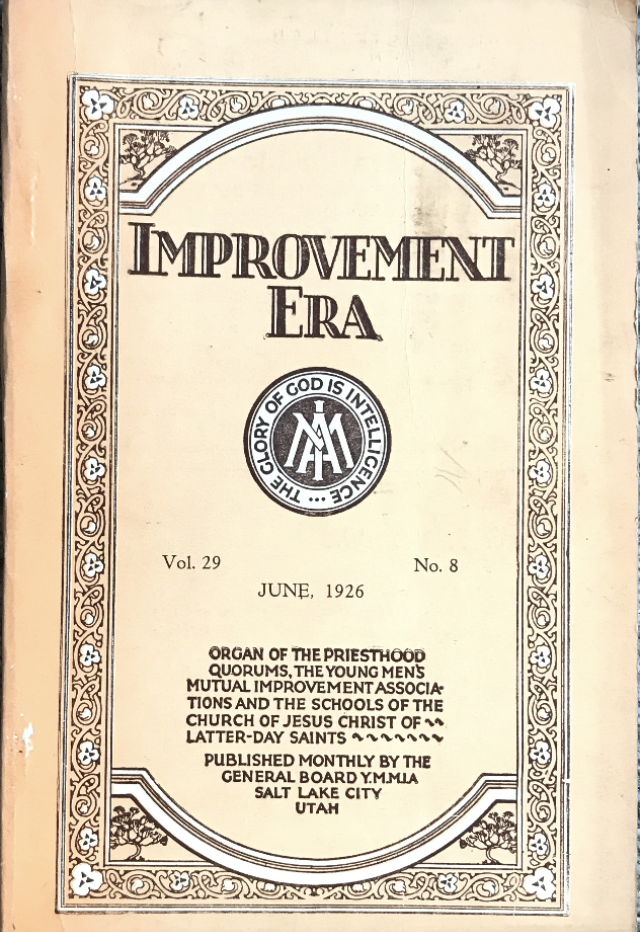 IMPROVEMENT
ERA
THE GLORY OF GOD IS INTELLIGENCE ...
MIA
Vol. 29 No. 8
JUNE, 1926
ORGAN OF THE PRIESTHOOD
QUORUMS, THE YOUNG MEN'S
MUTUAL IMPROVEMENT ASSOCIA-
TIONS AND THE SCHOOLS OF THE
CHURCH OF JESUS CHRIST OF
LATTER-DAY SAINTS
PUBLISHED MONTHLY BY THE
GENERAL BOARD Y.M.M.I.A
SALT LAKE CITY
UTAH